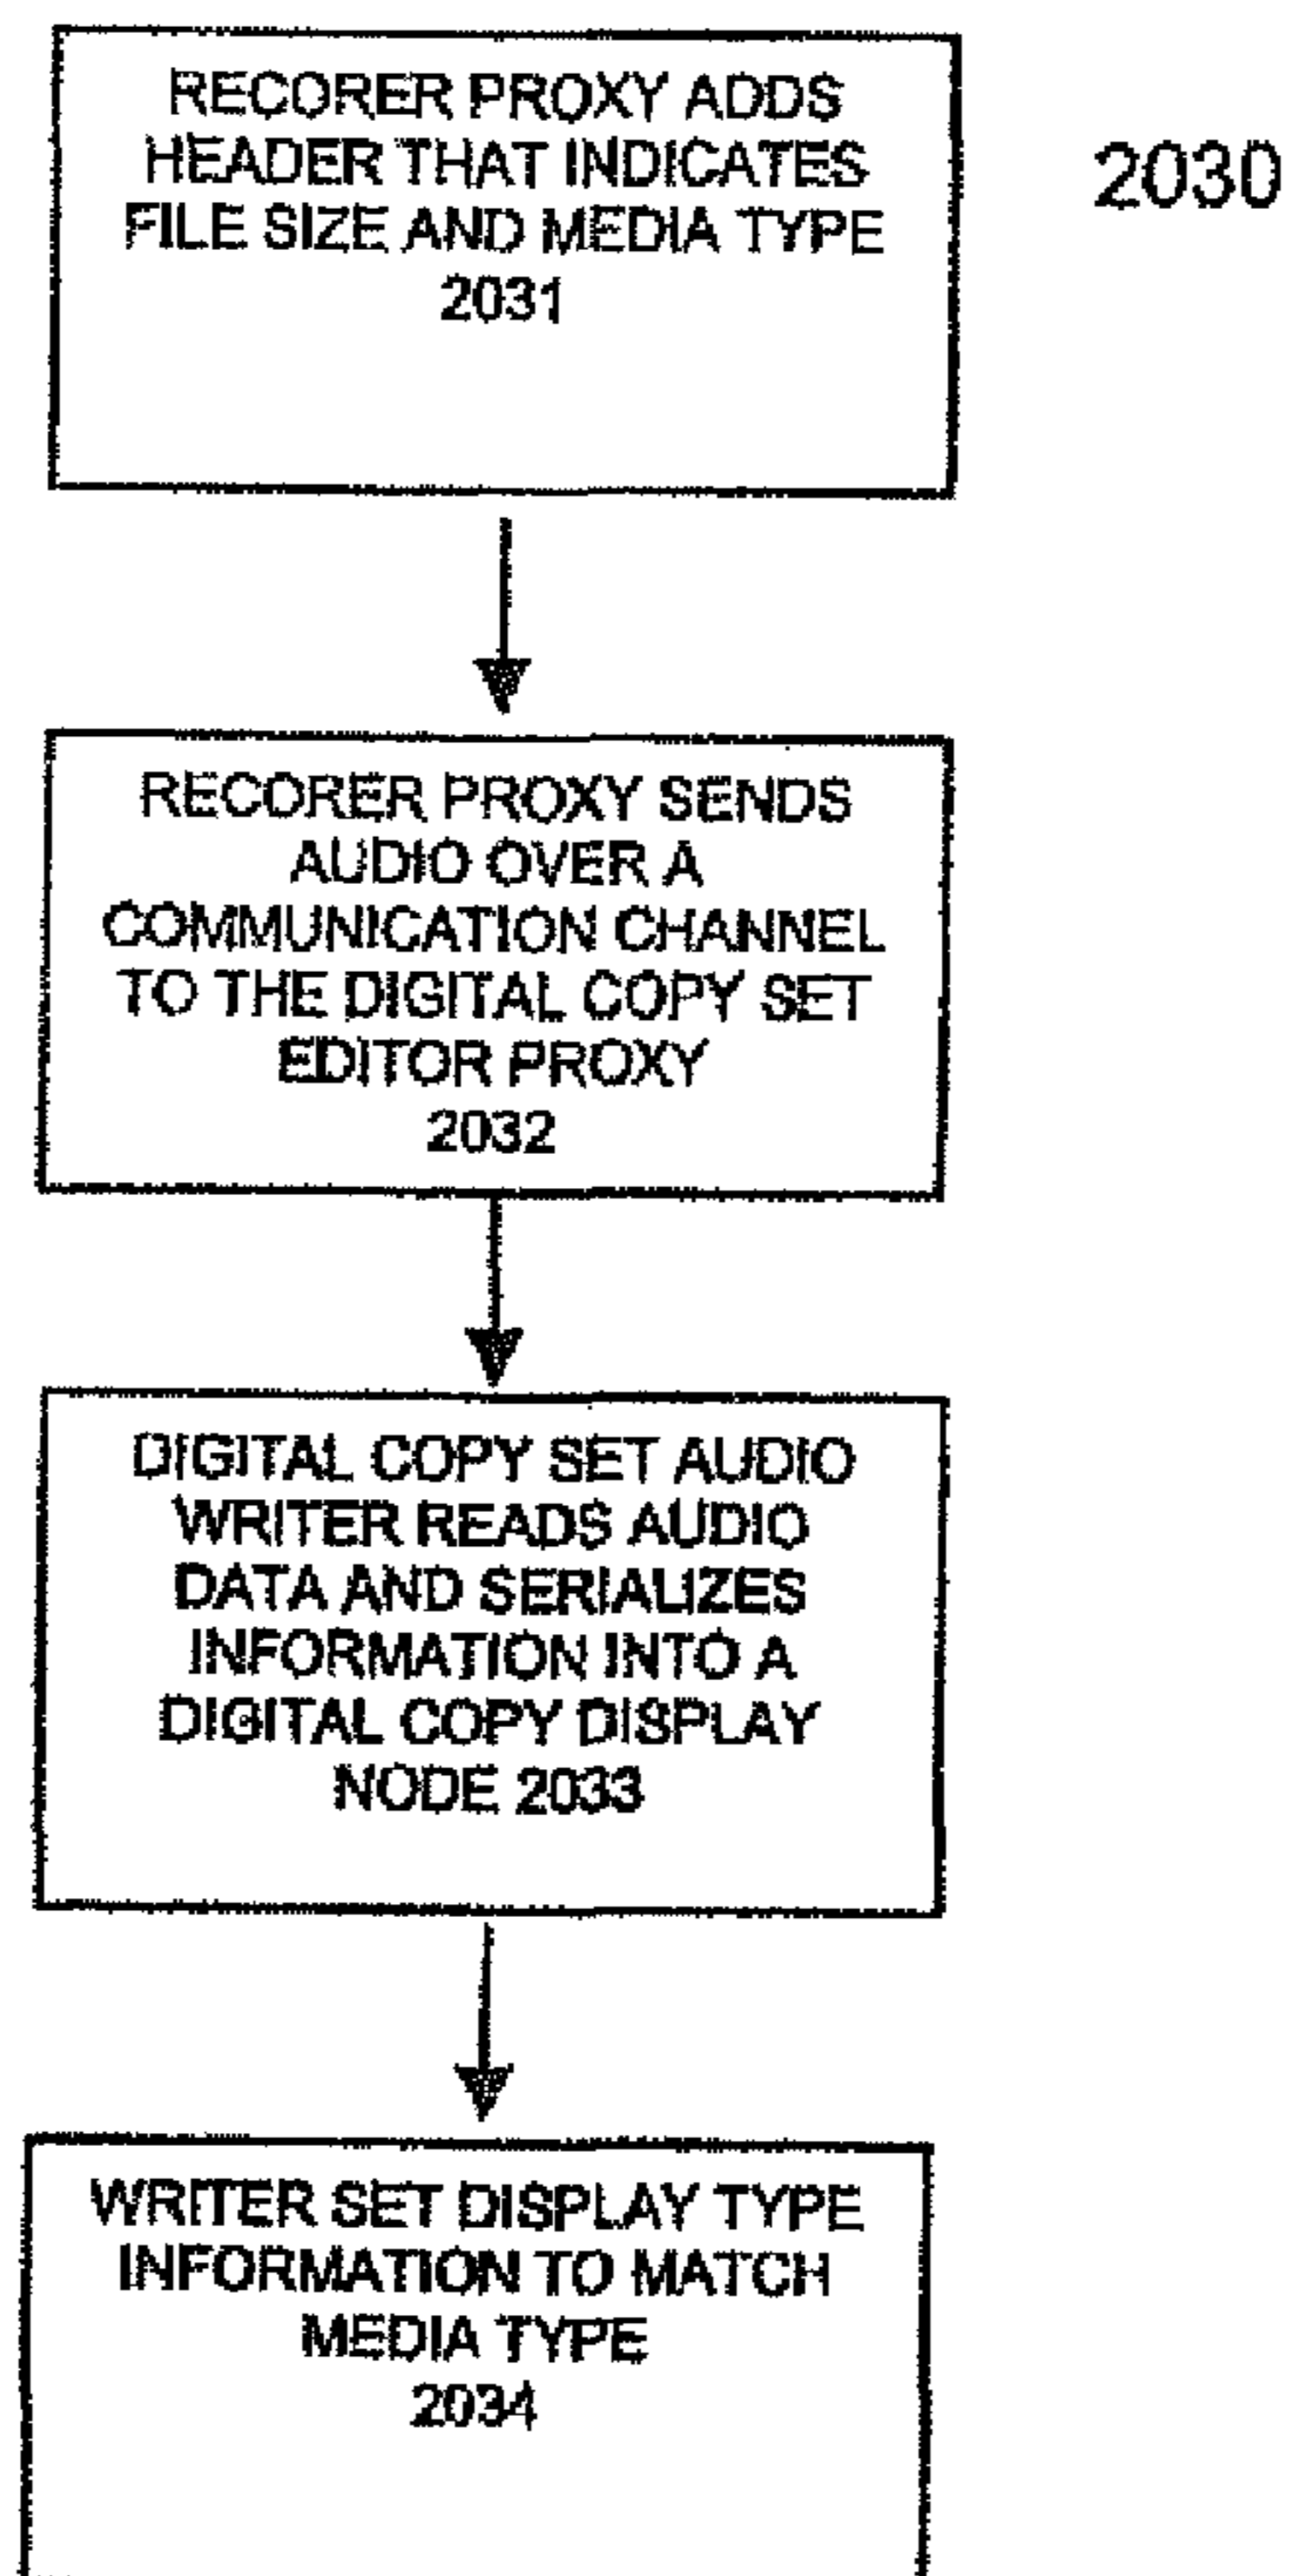 RECORER PROXY ADDS
HEADER THAT INDICATES
FILE SIZE AND MEDIA TYPE
2031
2030
RECORER PROXY SENDS
AUDIO OVER A
COMMUNICATION CHANNEL
TO THE DIGITAL COPY SET
EDITOR PROXY
2032
DIGITAL COPY SET AUDIO
WRITER READS AUDIO
DATA AND SERIALIZES
INFORMATION INTO A
DIGITAL COPY DISPLAY
NODE 2033
WRITER SET DISPLAY TYPE
INFORMATION TO MATCH
MEDIA TYPE
2034